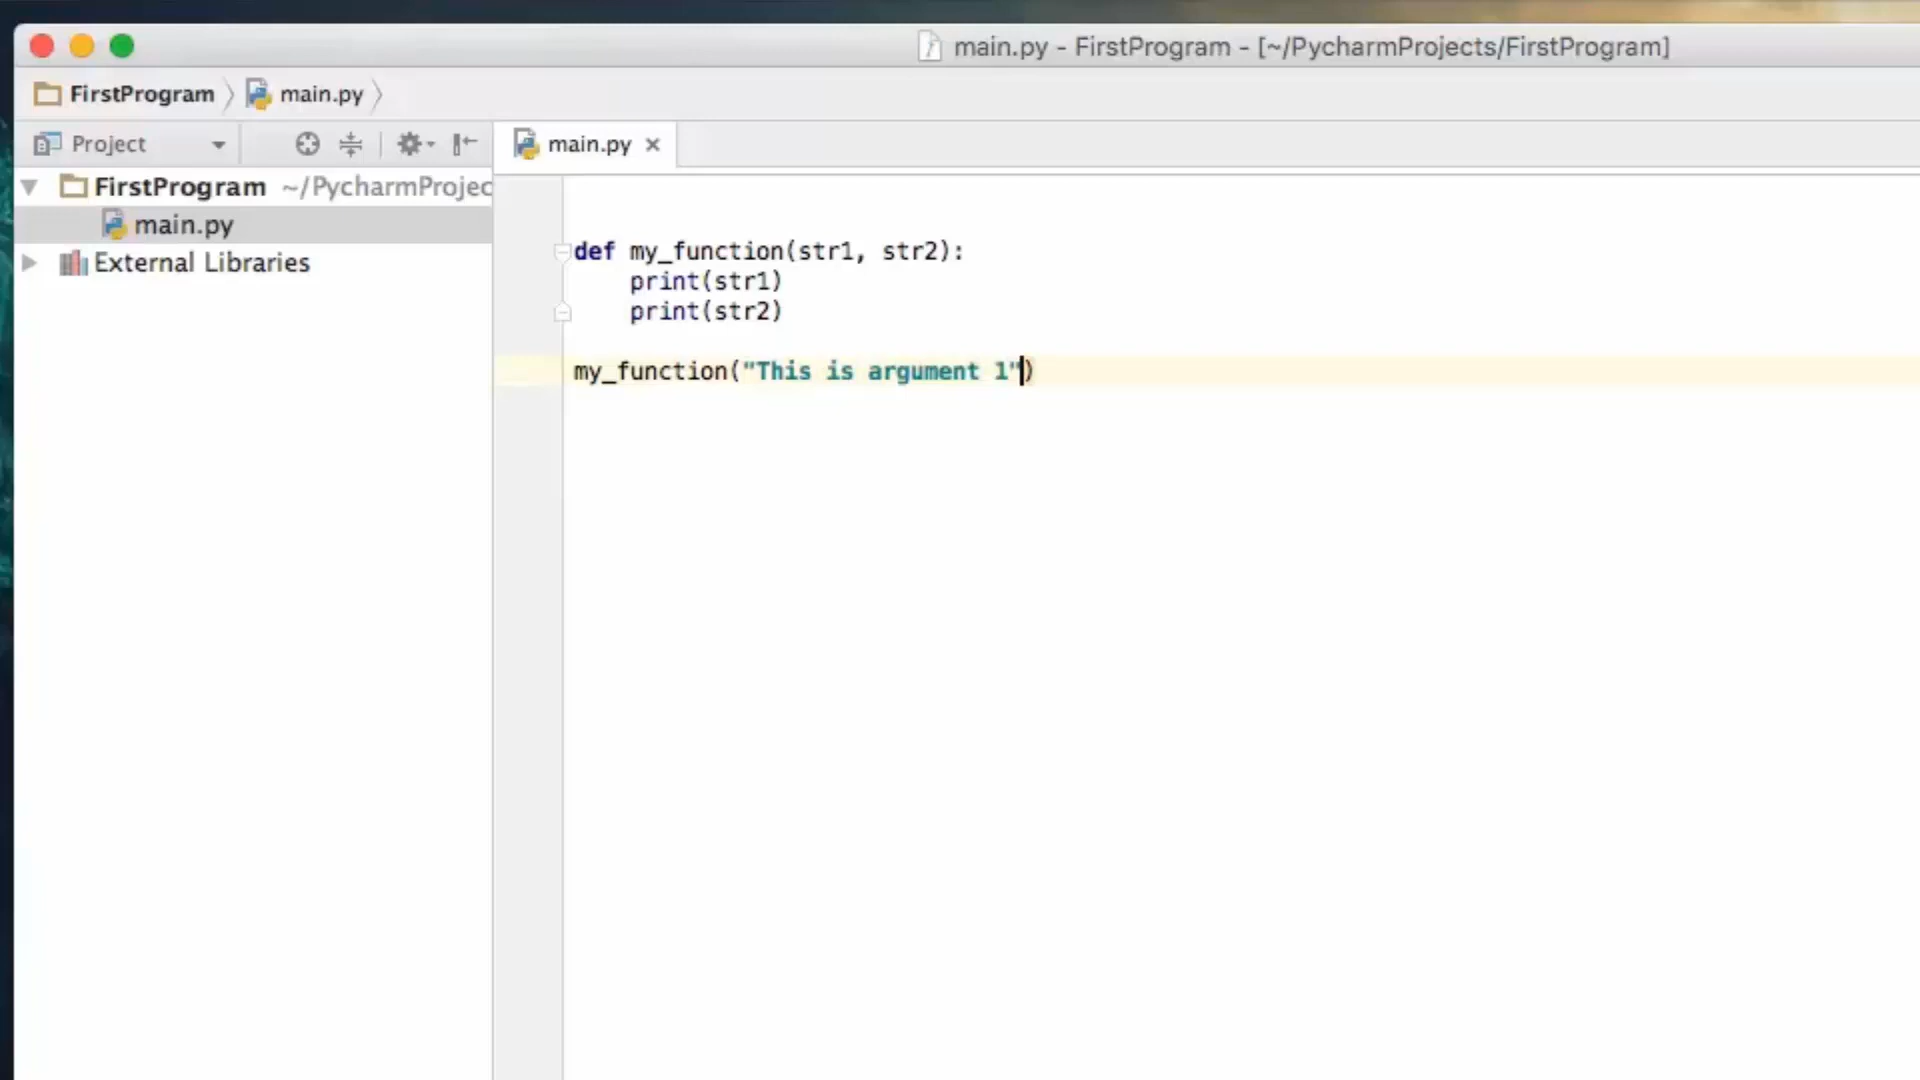 main.py - FirstProgram - [~/PycharmProjects/FirstProgram]
FirstProgram main.py
Project
main.py
FirstProgram ~/PycharmProjec
main.py
External Libraries
def my_function(str1, str2):
    print(str1)
    print(str2)
my_function("This is argument 1")